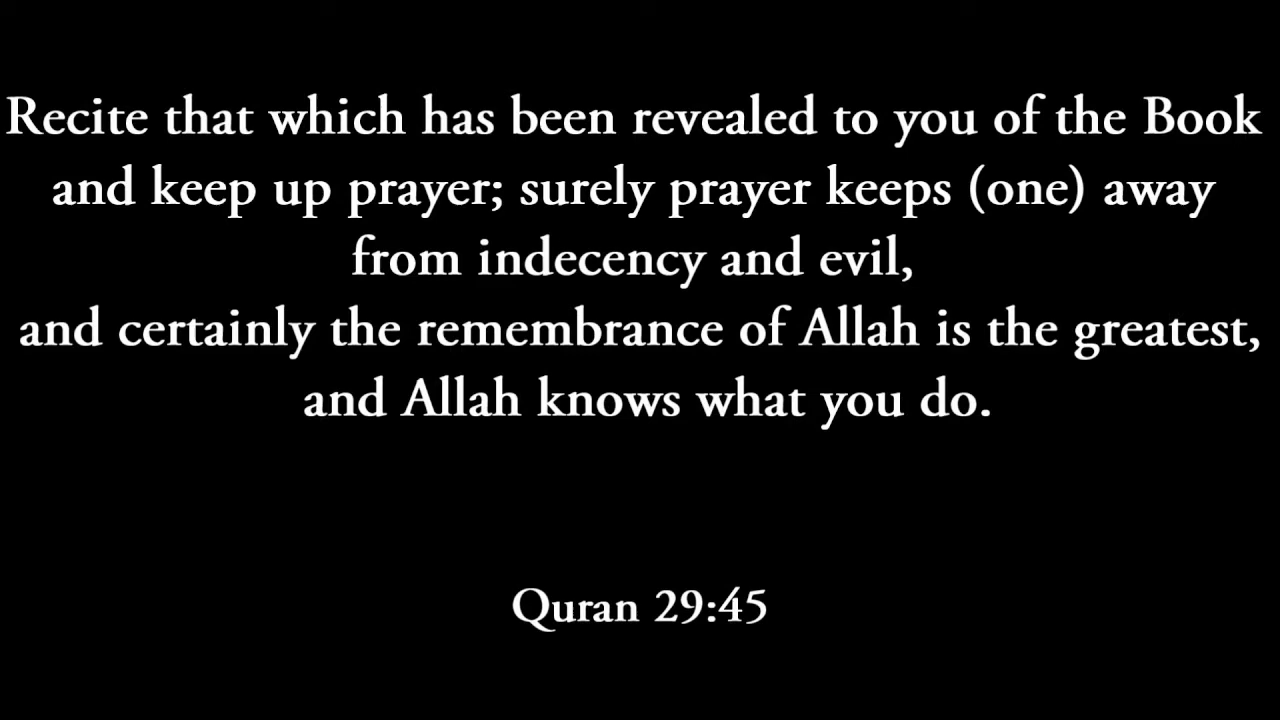 Recite that which has been revealed to you of the Book
and keep up prayer; surely prayer keeps (one) away
from indecency and evil,
and certainly the remembrance of Allah is the greatest,
and Allah knows what you do.
Quran 29:45